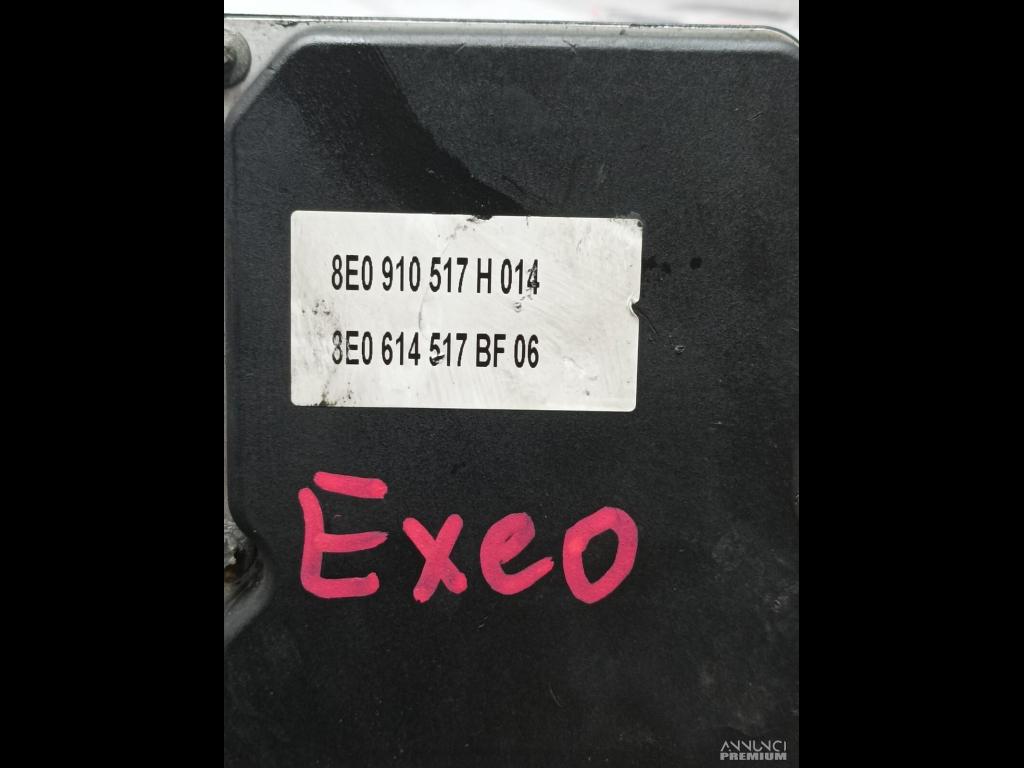 8E0 910 517 H 014
8E0 614 517 BF 06
Exeo
ANNUNCI
PREMIUM